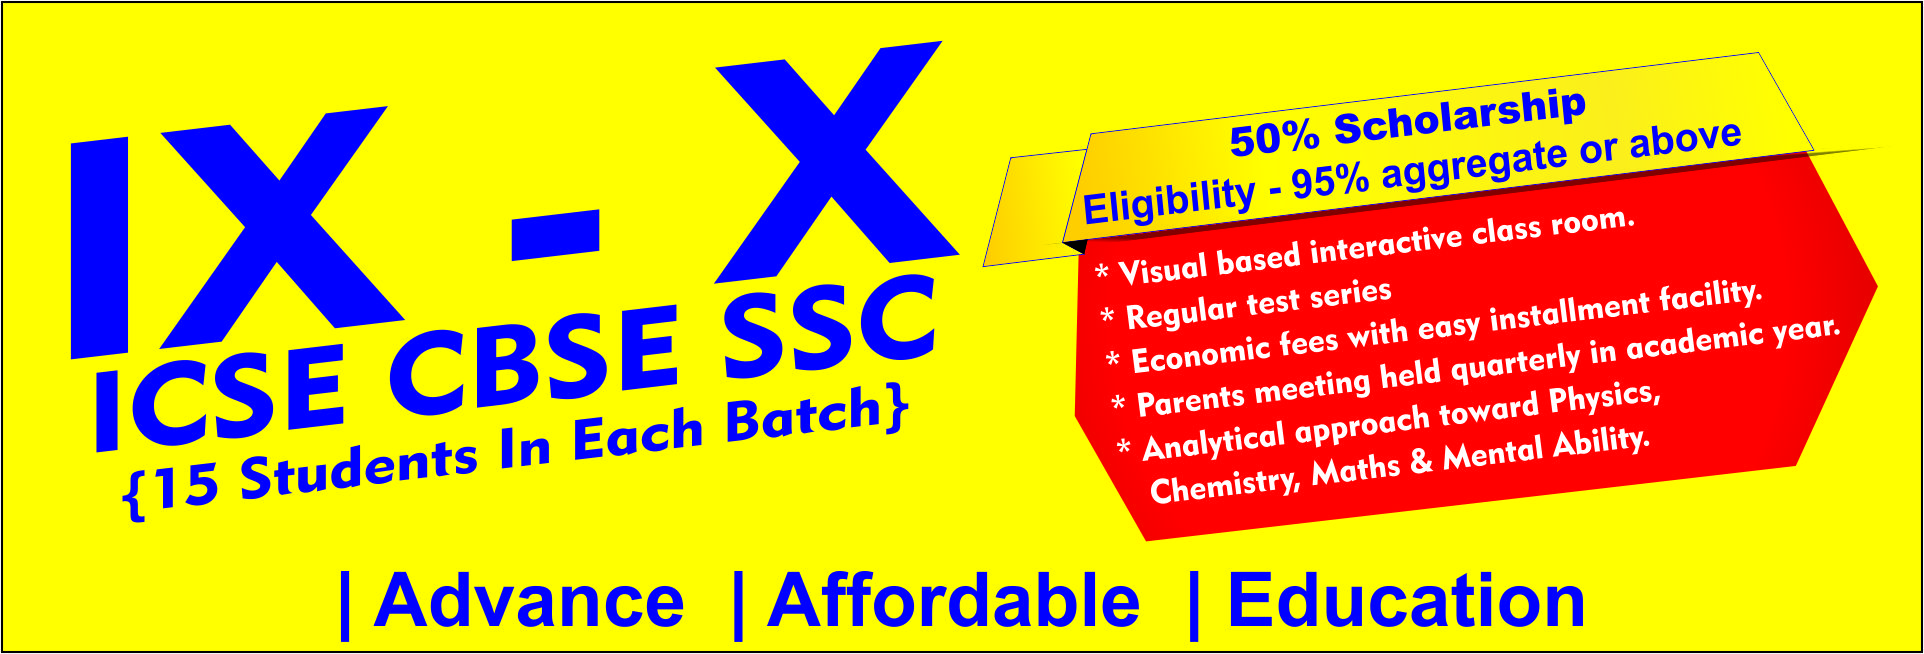 IX - X
ICSE CBSE SSC
{15 Students In Each Batch}
50% Scholarship
Eligibility - 95% aggregate or above
* Visual based interactive class room.
* Regular test series
* Economic fees with easy installment facility.
* Parents meeting held quarterly in academic year.
* Analytical approach toward Physics,
Chemistry, Maths & Mental Ability.
| Advance | Affordable | Education